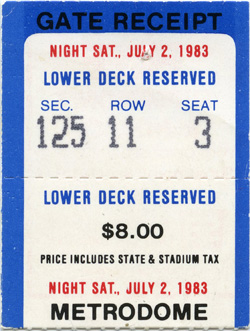 GATE RECEIPT
NIGHT SAT., JULY 2, 1983
LOWER DECK RESERVED
SEC. ROW SEAT
125 11 3
LOWER DECK RESERVED
$8.00
PRICE INCLUDES STATE & STADIUM TAX
NIGHT SAT., JULY 2, 1983
METRODOME